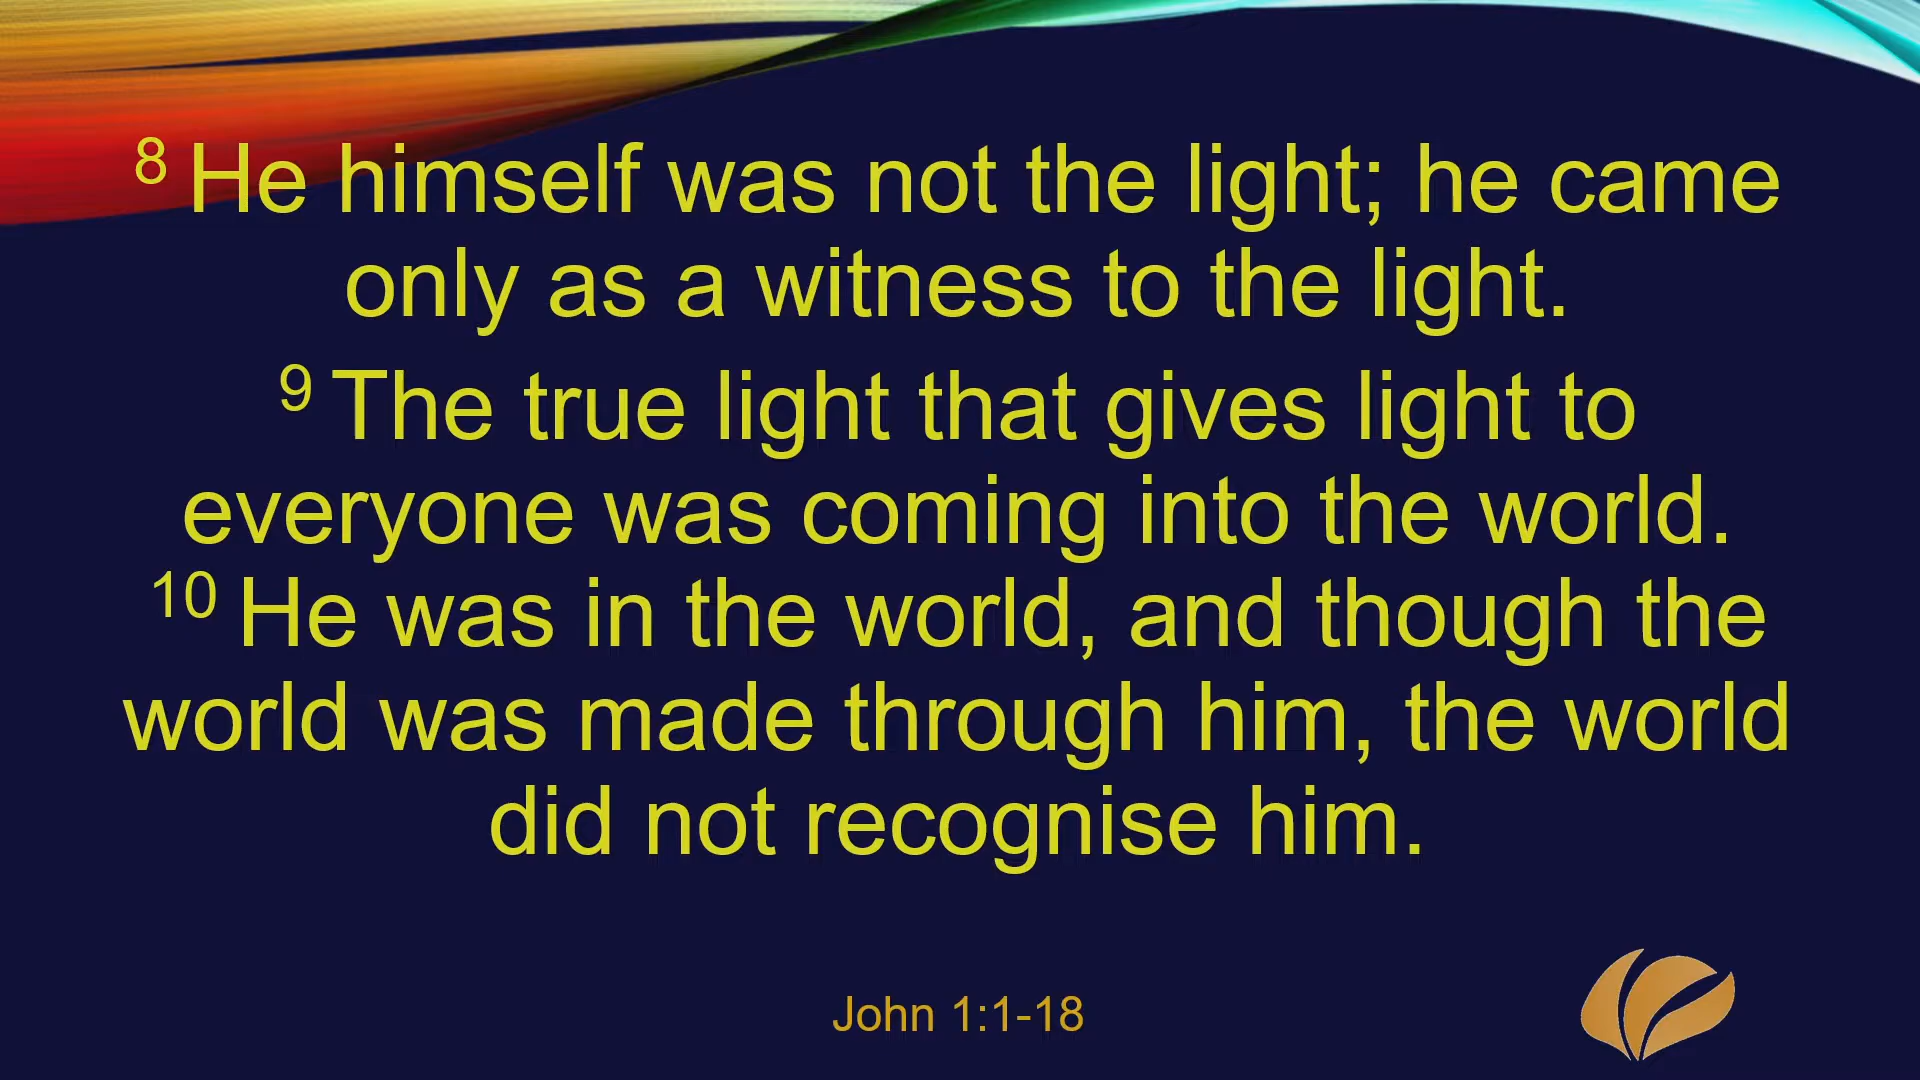 8 He himself was not the light; he came
only as a witness to the light.
9 The true light that gives light to
everyone was coming into the world.
10 He was in the world, and though the
world was made through him, the world
did not recognise him.
John 1:1-18